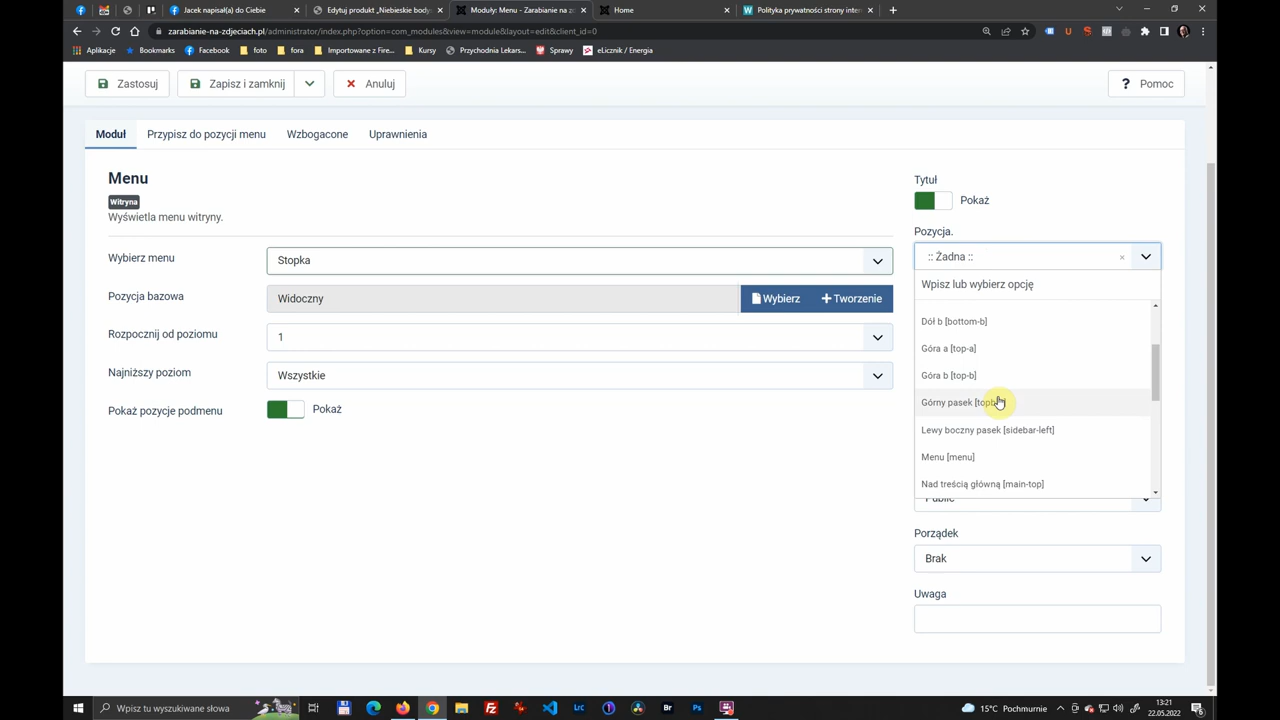 Jacek napisał(a) do Ciebie
Edytuj produkt „Niebieskie body
Moduły: Menu - Zarabianie na zd
Home
Polityka prywatności strony inter
zarabianie-na-zdjeciach.pl/administrator/index.php?option=com_modules&view=module&layout=edit&client_id=0
Aplikacje
Bookmarks
Facebook
foto
fora
Importowane z Fire...
Kursy
Przychodnia Lekars...
Sprawy
eLicznik / Energia
Zastosuj
Zapisz i zamknij
Anuluj
? Pomoc
Moduł
Przypisz do pozycji menu
Wzbogacone
Uprawnienia
Menu
Witryna
Wyświetla menu witryny.
Wybierz menu
Stopka
Pozycja bazowa
Widoczny
Wybierz
Tworzenie
Rozpocznij od poziomu
1
Najniższy poziom
Wszystkie
Pokaż pozycje podmenu
Pokaż
Tytuł
Pokaż
Pozycja.
:: Żadna ::
Wpisz lub wybierz opcję
Dół b [bottom-b]
Góra a [top-a]
Góra b [top-b]
Górny pasek
Lewy boczny pasek [sidebar-left]
Menu [menu]
Nad treścią główną [main-top]
Public
Porządek
Brak
Uwaga
Wpisz tu wyszukiwane słowa
Lrc
Br
Ps
15°C Pochmurnie
13:21
22.05.2022